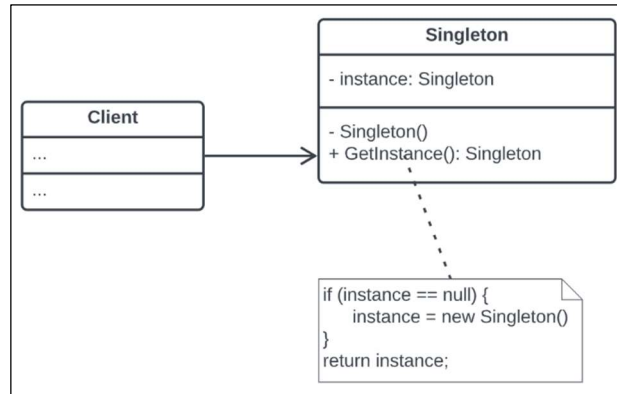 Client
...
...
Singleton
- instance: Singleton
- Singleton()
+ GetInstance(): Singleton
if (instance == null) {
instance = new Singleton()
}
return instance;